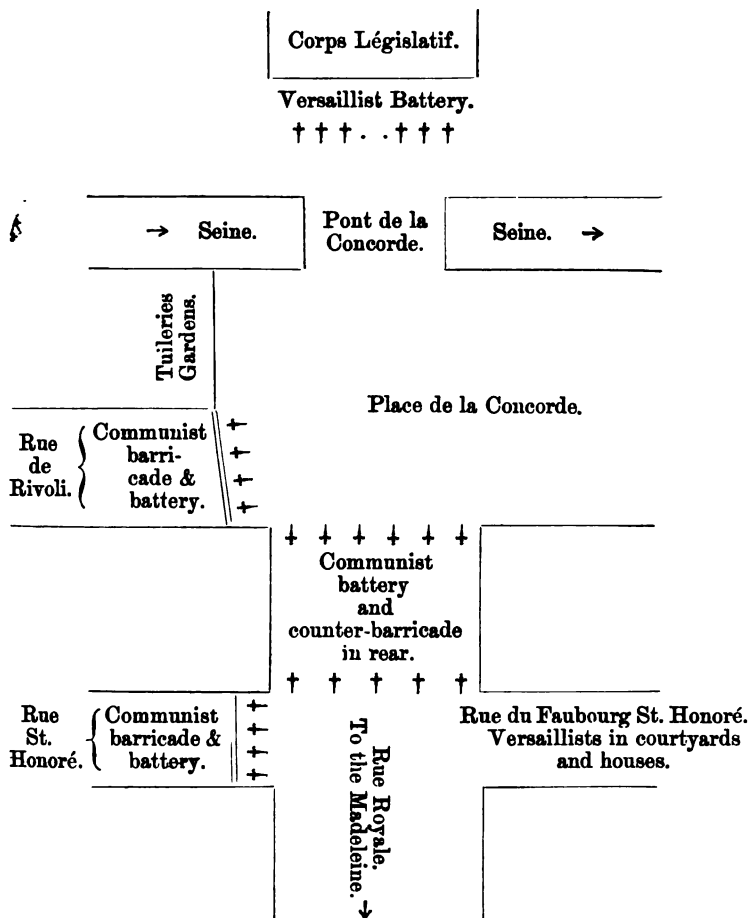 Corps Législatif.
Versaillist Battery.
→ Seine.
Pont de la
Concorde.
Seine. →
Tuileries
Gardens.
Place de la Concorde.
Rue
de
Rivoli.
Communist
barri-
cade &
battery.
Communist
battery
and
counter-barricade
in rear.
Rue
St.
Honoré.
Communist
barricade &
battery.
Rue du Faubourg St. Honoré.
Versaillists in courtyards
and houses.
Rue Royale.
To the Madeleine. →